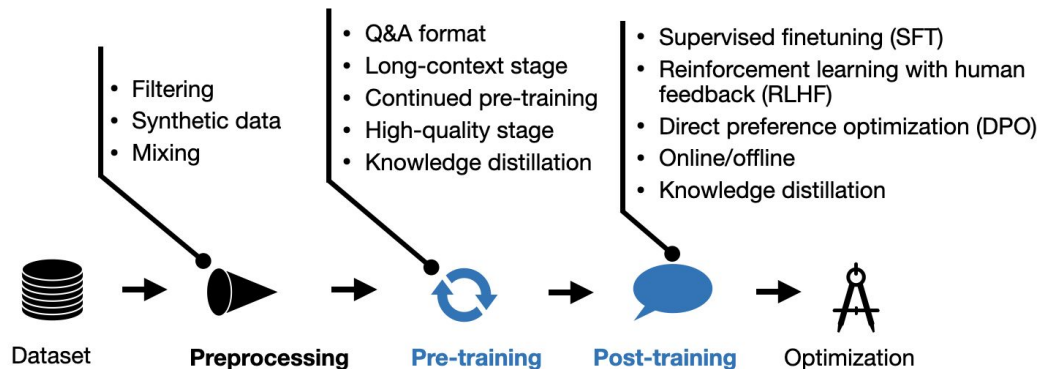 • Filtering
• Synthetic data
• Mixing
• Q&A format
• Long-context stage
• Continued pre-training
• High-quality stage
• Knowledge distillation
• Supervised finetuning (SFT)
• Reinforcement learning with human
feedback (RLHF)
• Direct preference optimization (DPO)
• Online/offline
• Knowledge distillation
Dataset
Preprocessing
Pre-training
Post-training
Optimization